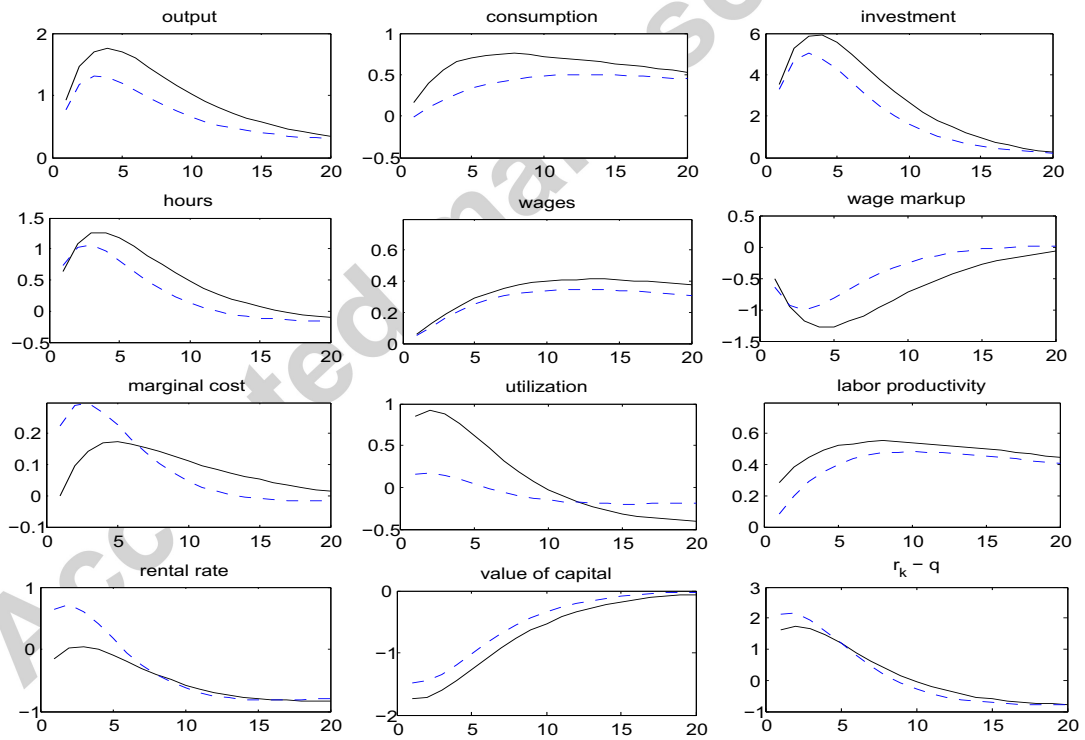 output
consumption
investment
2
1
0
0 5 10 15 20
1
0.5
0
−0.5
0 5 10 15 20
6
4
2
0
0 5 10 15 20
hours
wages
wage markup
1.5
1
0.5
0
−0.5
0 5 10 15 20
0.6
0.4
0.2
0
0 5 10 15 20
0.5
0
−0.5
−1
−1.5
0 5 10 15 20
marginal cost
utilization
labor productivity
0.2
0.1
0
−0.1
0 5 10 15 20
1
0.5
0
−0.5
0 5 10 15 20
0.6
0.4
0.2
0
0 5 10 15 20
rental rate
value of capital
r_k − q
1
0
−1
0 5 10 15 20
0
−1
−2
0 5 10 15 20
3
2
1
0
−1
0 5 10 15 20